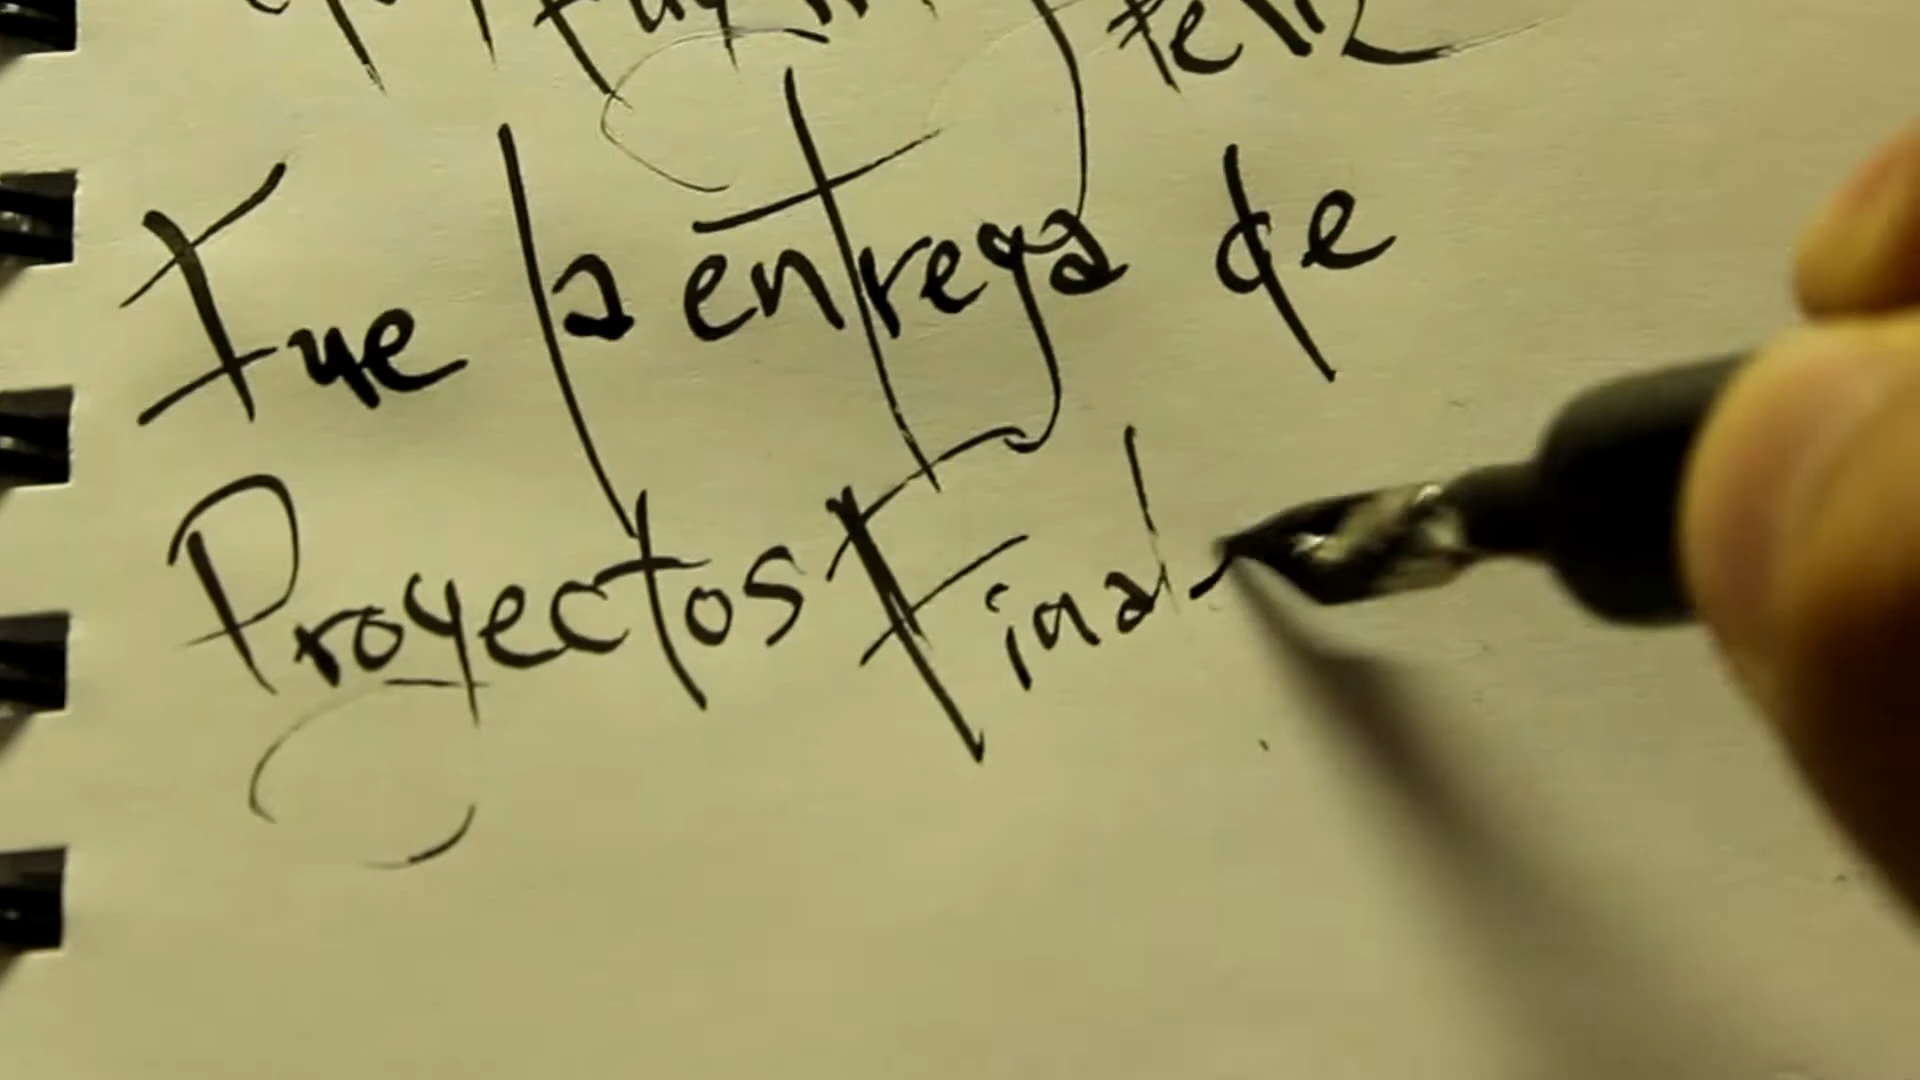 feliz
Fue la entrega de
Proyectos Final